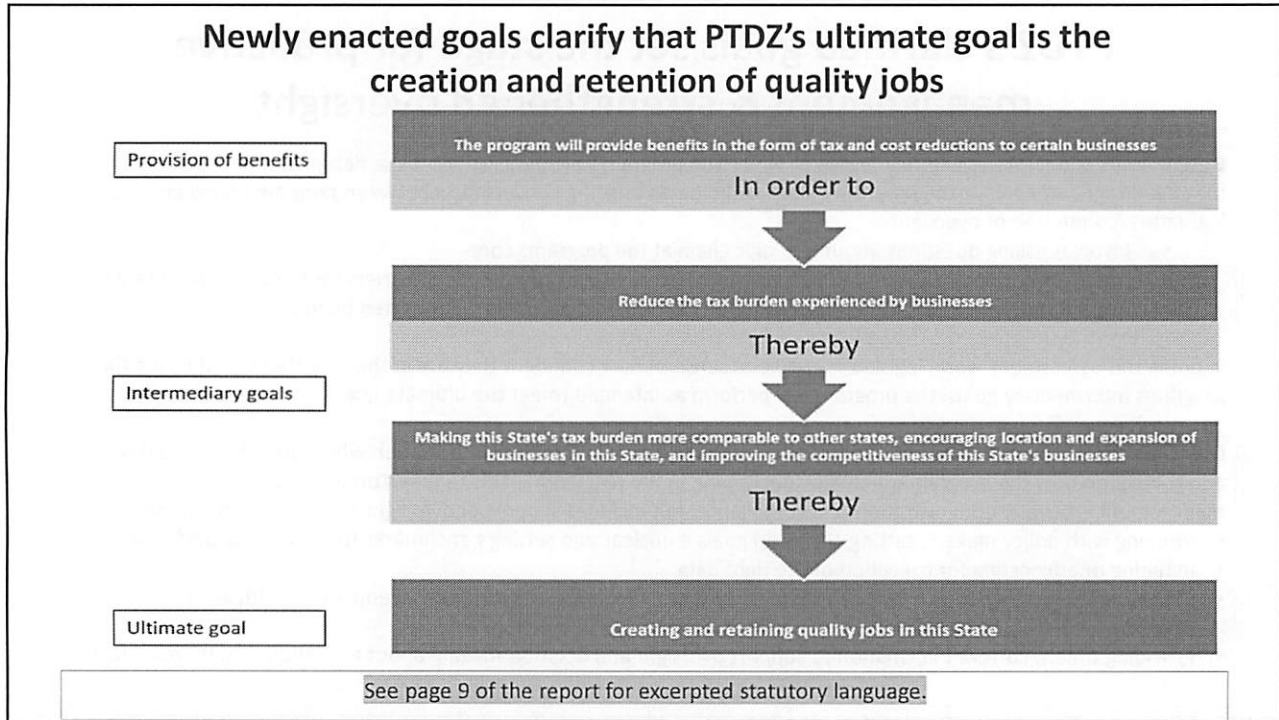 Newly enacted goals clarify that PTDZ's ultimate goal is the
creation and retention of quality jobs
Provision of benefits
The program will provide benefits in the form of tax and cost reductions to certain businesses
In order to
Reduce the tax burden experienced by businesses
Thereby
Intermediary goals
Making this State's tax burden more comparable to other states, encouraging location and expansion of
businesses in this State, and improving the competitiveness of this State's businesses
Thereby
Ultimate goal
Creating and retaining quality jobs in this State
See page 9 of the report for excerpted statutory language.